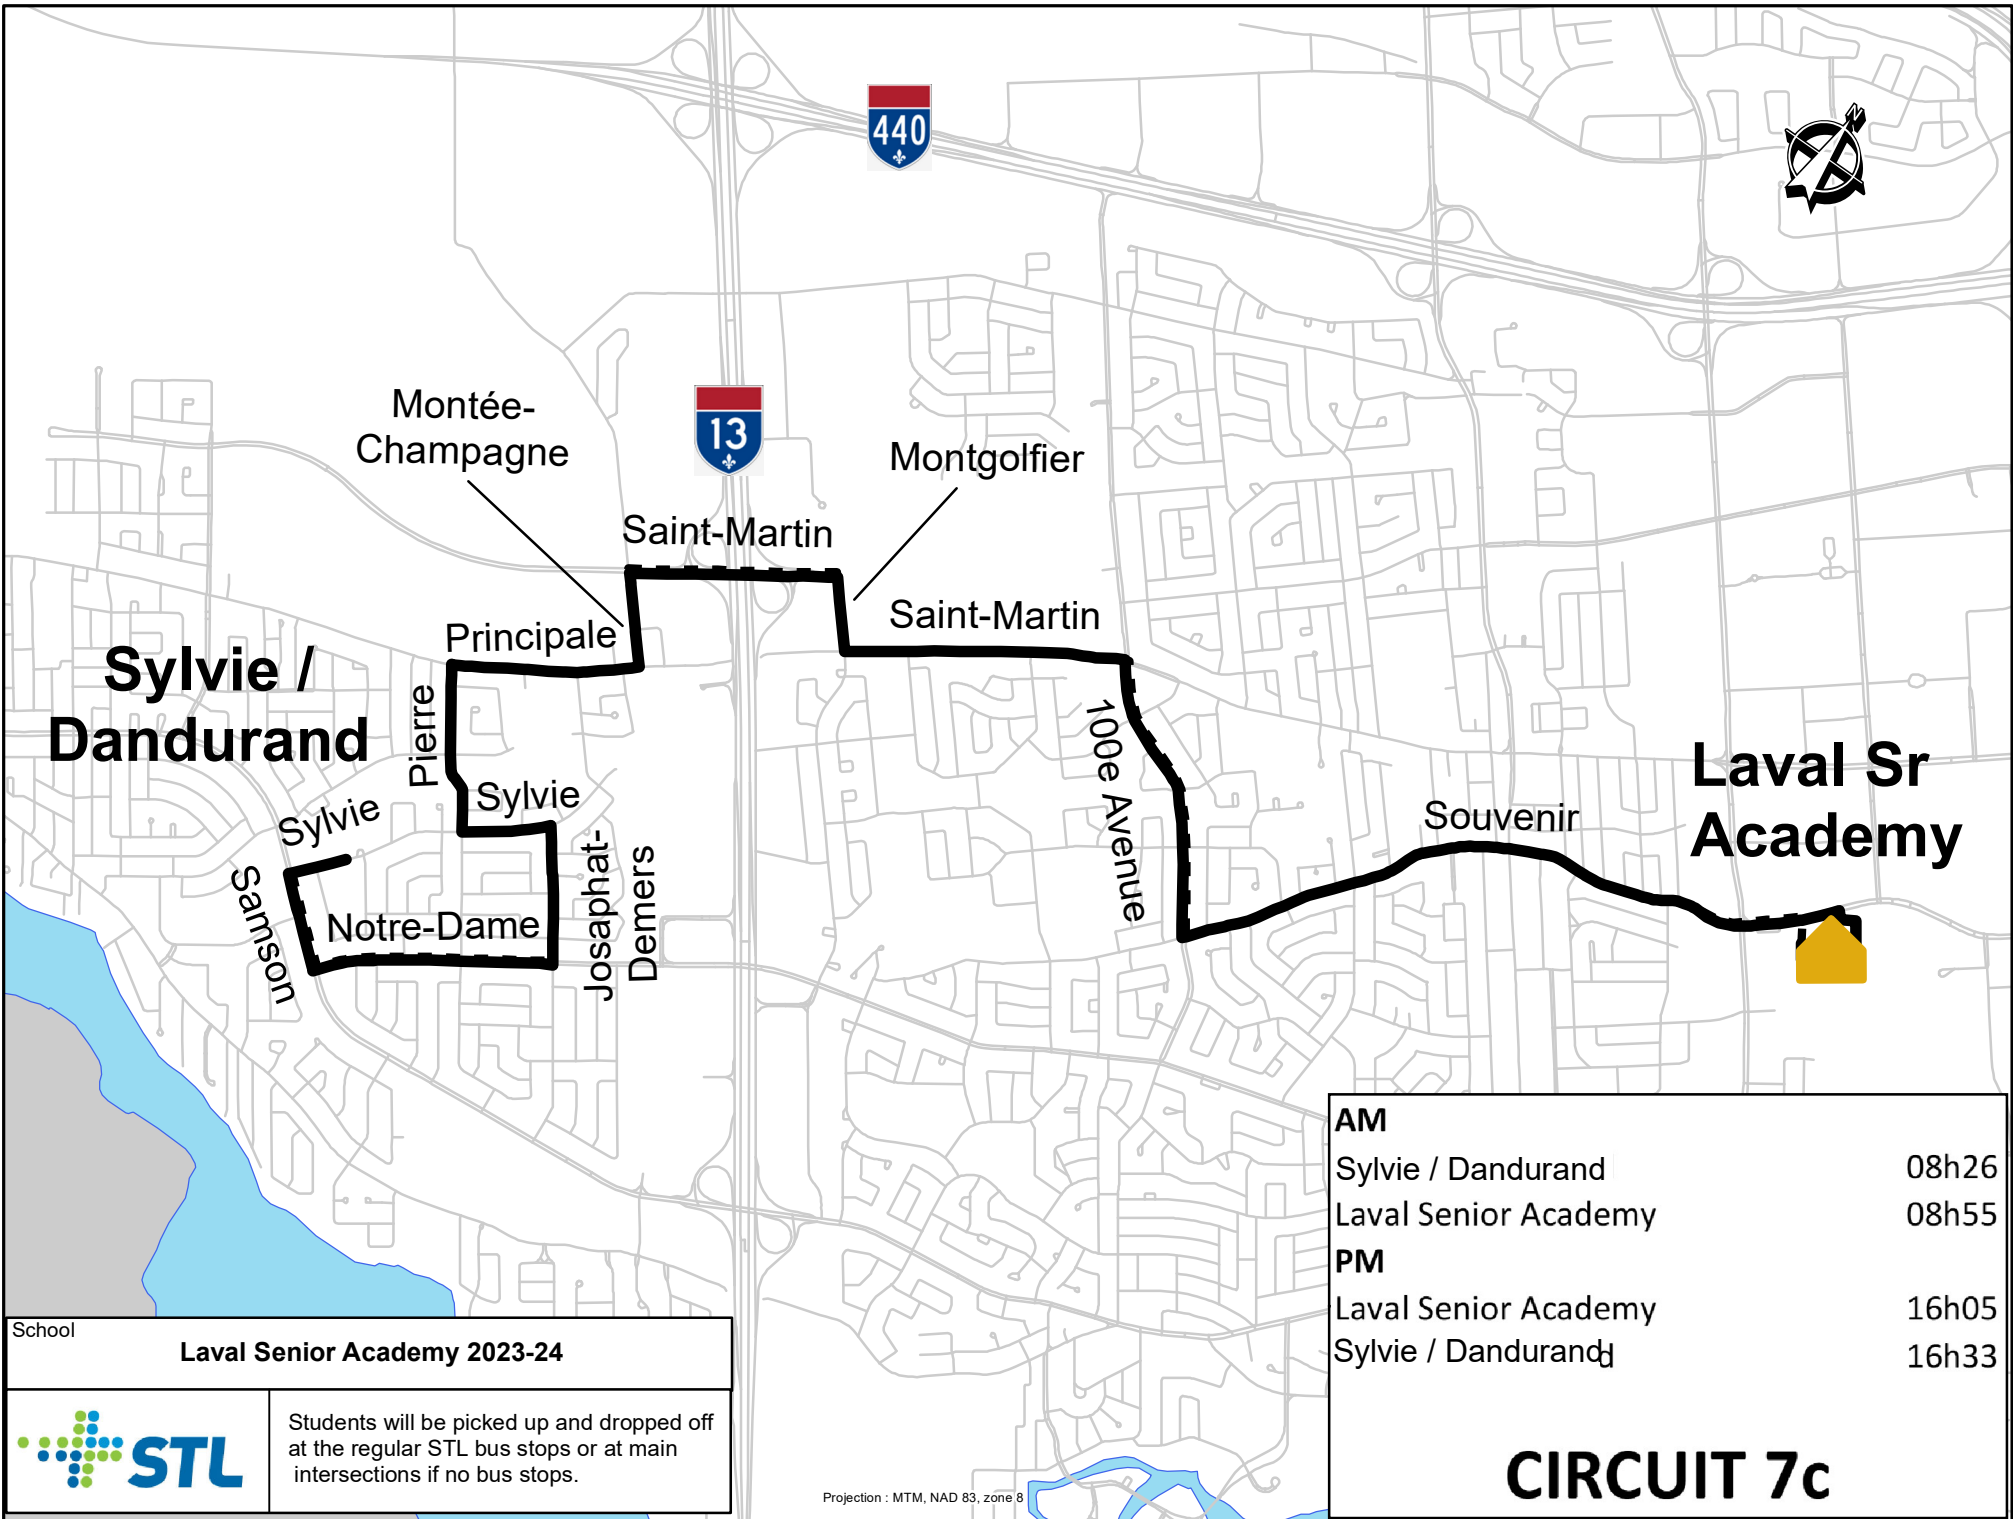 440
N
Montée-
Champagne
13
Montgolfier
Saint-Martin
Saint-Martin
Principale
Sylvie /
Dandurand
Pierre
100e Avenue
Laval Sr
Academy
Sylvie
Sylvie
Souvenir
Samson
Notre-Dame
Josaphat-
Demers
AM
Sylvie / Dandurand 08h26
Laval Senior Academy 08h55
PM
Laval Senior Academy 16h05
Sylvie / Dandurandd 16h33
CIRCUIT 7c
School
Laval Senior Academy 2023-24
STL
Students will be picked up and dropped off
at the regular STL bus stops or at main
intersections if no bus stops.
Projection : MTM, NAD 83, zone 8